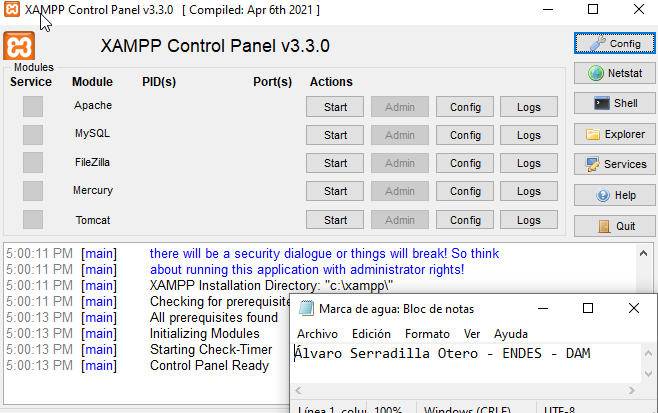 XAMPP Control Panel v3.3.0 [ Compiled: Apr 6th 2021 ]
XAMPP Control Panel v3.3.0
Config
Modules
Service Module PID(s) Port(s) Actions
Netstat
Apache Start Admin Config Logs
Shell
MySQL Start Admin Config Logs
Explorer
FileZilla Start Admin Config Logs
Services
Mercury Start Admin Config Logs
Help
Tomcat Start Admin Config Logs
Quit
5:00:11 PM [main] there will be a security dialogue or things will break! So think
5:00:11 PM [main] about running this application with administrator rights!
5:00:11 PM [main] XAMPP Installation Directory: "c:\xampp\"
5:00:11 PM [main] Checking for prerequisites
5:00:13 PM [main] All prerequisites found
5:00:13 PM [main] Initializing Modules
5:00:13 PM [main] Starting Check-Timer
5:00:13 PM [main] Control Panel Ready
Marca de agua: Bloc de notas
Archivo Edición Formato Ver Ayuda
Álvaro Serradilla Otero - ENDES - DAM
Línea 1, colu 100% Windows (CRLF) UTF-8